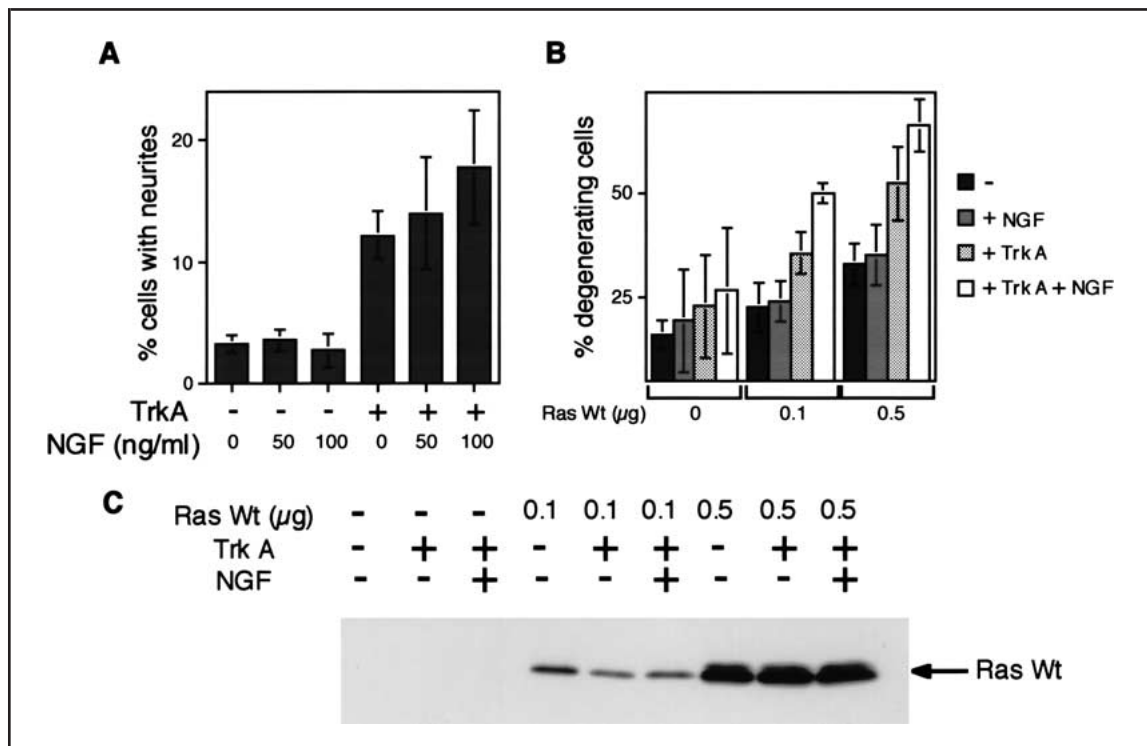 A
% cells with neurites
20
10
0
TrkA - - - + + +
NGF (ng/ml) 0 50 100 0 50 100
B
% degenerating cells
50
25
Ras Wt (µg) 0 0.1 0.5
-
+ NGF
+ TrkA
+ TrkA + NGF
C
Ras Wt (µg) - - - 0.1 0.1 0.1 0.5 0.5 0.5
Trk A - + + - + + - + +
NGF - - + - - + - - +
Ras Wt